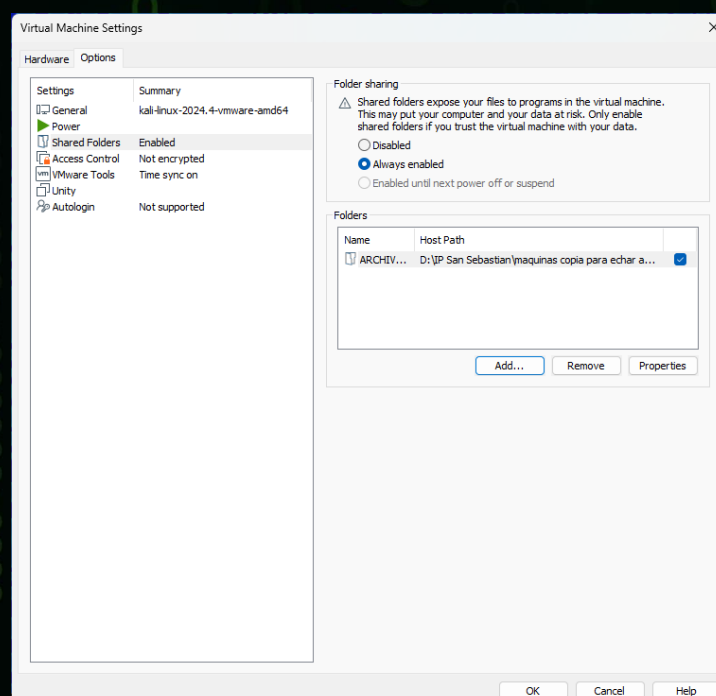 Virtual Machine Settings
Hardware Options
Settings Summary
General kali-linux-2024.4-vmware-amd64
Power
Shared Folders Enabled
Access Control Not encrypted
vm VMware Tools Time sync on
Unity
Autologin Not supported
Folder sharing
Shared folders expose your files to programs in the virtual machine.
This may put your computer and your data at risk. Only enable
shared folders if you trust the virtual machine with your data.
Disabled
Always enabled
Enabled until next power off or suspend
Folders
Name Host Path
ARCHIV... D:\IP San Sebastian\maquinas copia para echar a...
Add... Remove Properties
OK Cancel Help